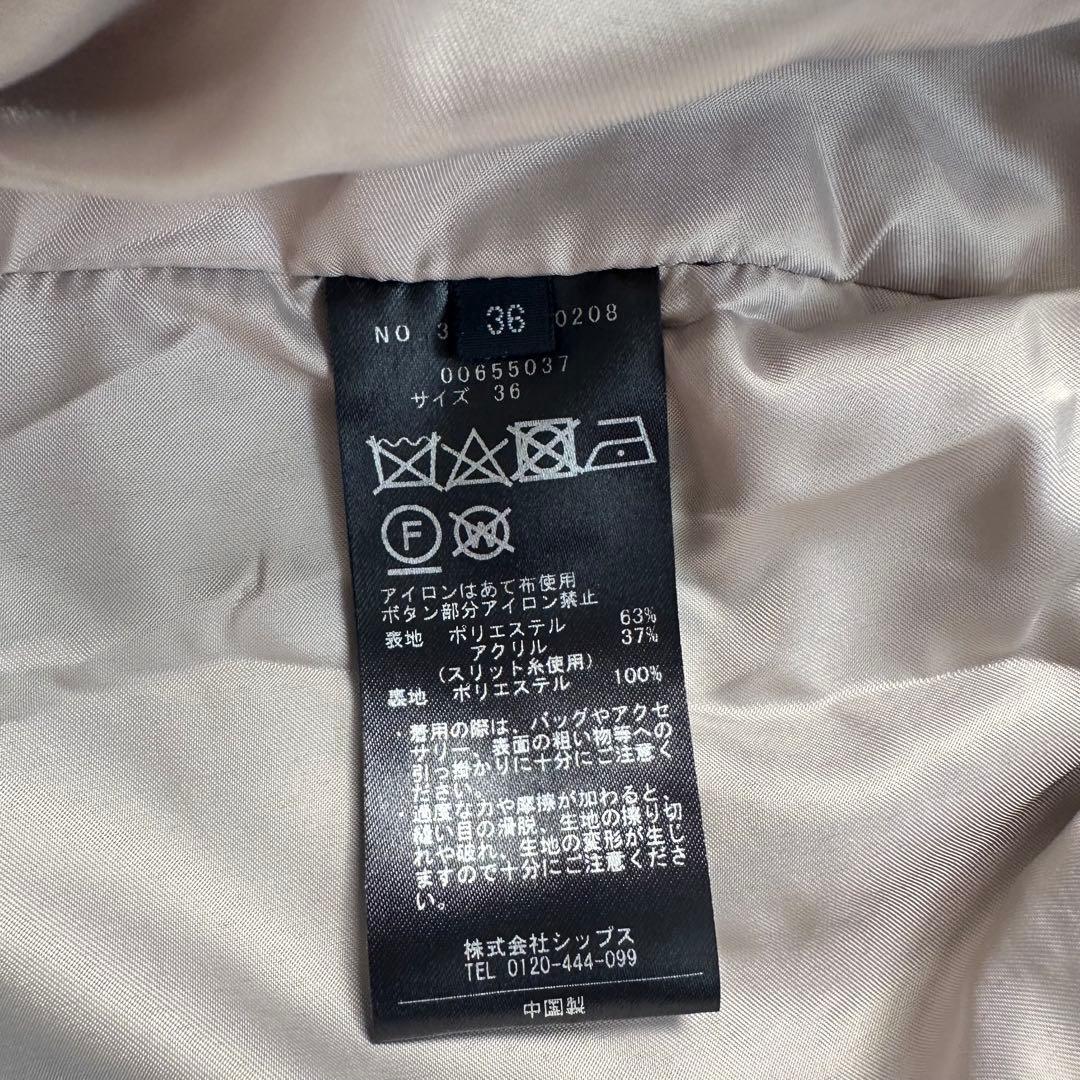 36
NO 3 0208
00655037
サイズ 36
F
W
アイロンはあて布使用
ボタン部分アイロン禁止
表地 ポリエステル 63%
アクリル 37%
(スリット糸使用)
裏地 ポリエステル 100%
・着用の際は、バッグやアクセ
サリー、表面の粗い物等への
引っ掛かりに十分にご注意く
ださい。
・過度な力や摩擦が加わると、
縫い目の滑脱、生地の擦り切
れや破れ、生地の変形が生じ
ますので十分にご注意くださ
い。
株式会社シップス
TEL 0120-444-099
中国製